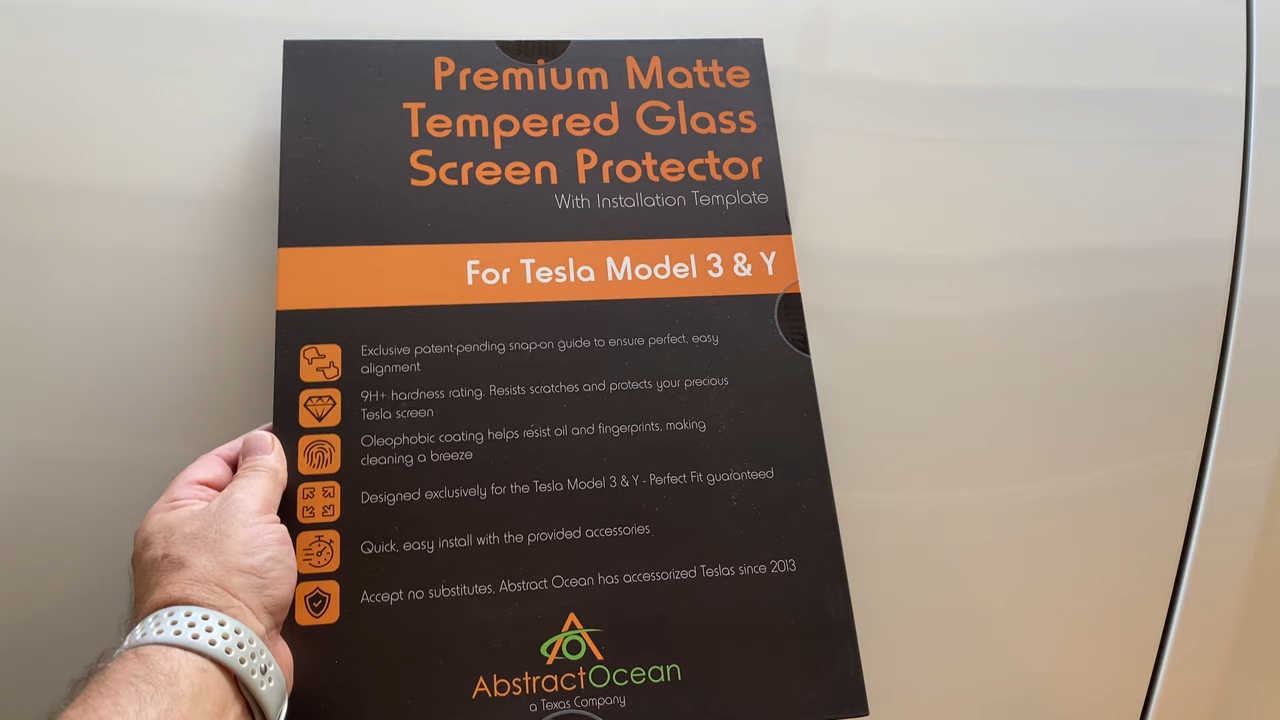 Premium Matte
Tempered Glass
Screen Protector
With Installation Template
For Tesla Model 3 & Y
Exclusive patent-pending snap-on guide to ensure perfect, easy
alignment
9H+ hardness rating. Resists scratches and protects your precious
Tesla screen
Oleophobic coating helps resist oil and fingerprints, making
cleaning a breeze
Designed exclusively for the Tesla Model 3 & Y - Perfect Fit guaranteed
Quick, easy install with the provided accessories
Accept no substitutes, Abstract Ocean has accessorized Teslas since 2013
AbstractOcean
a Texas Company